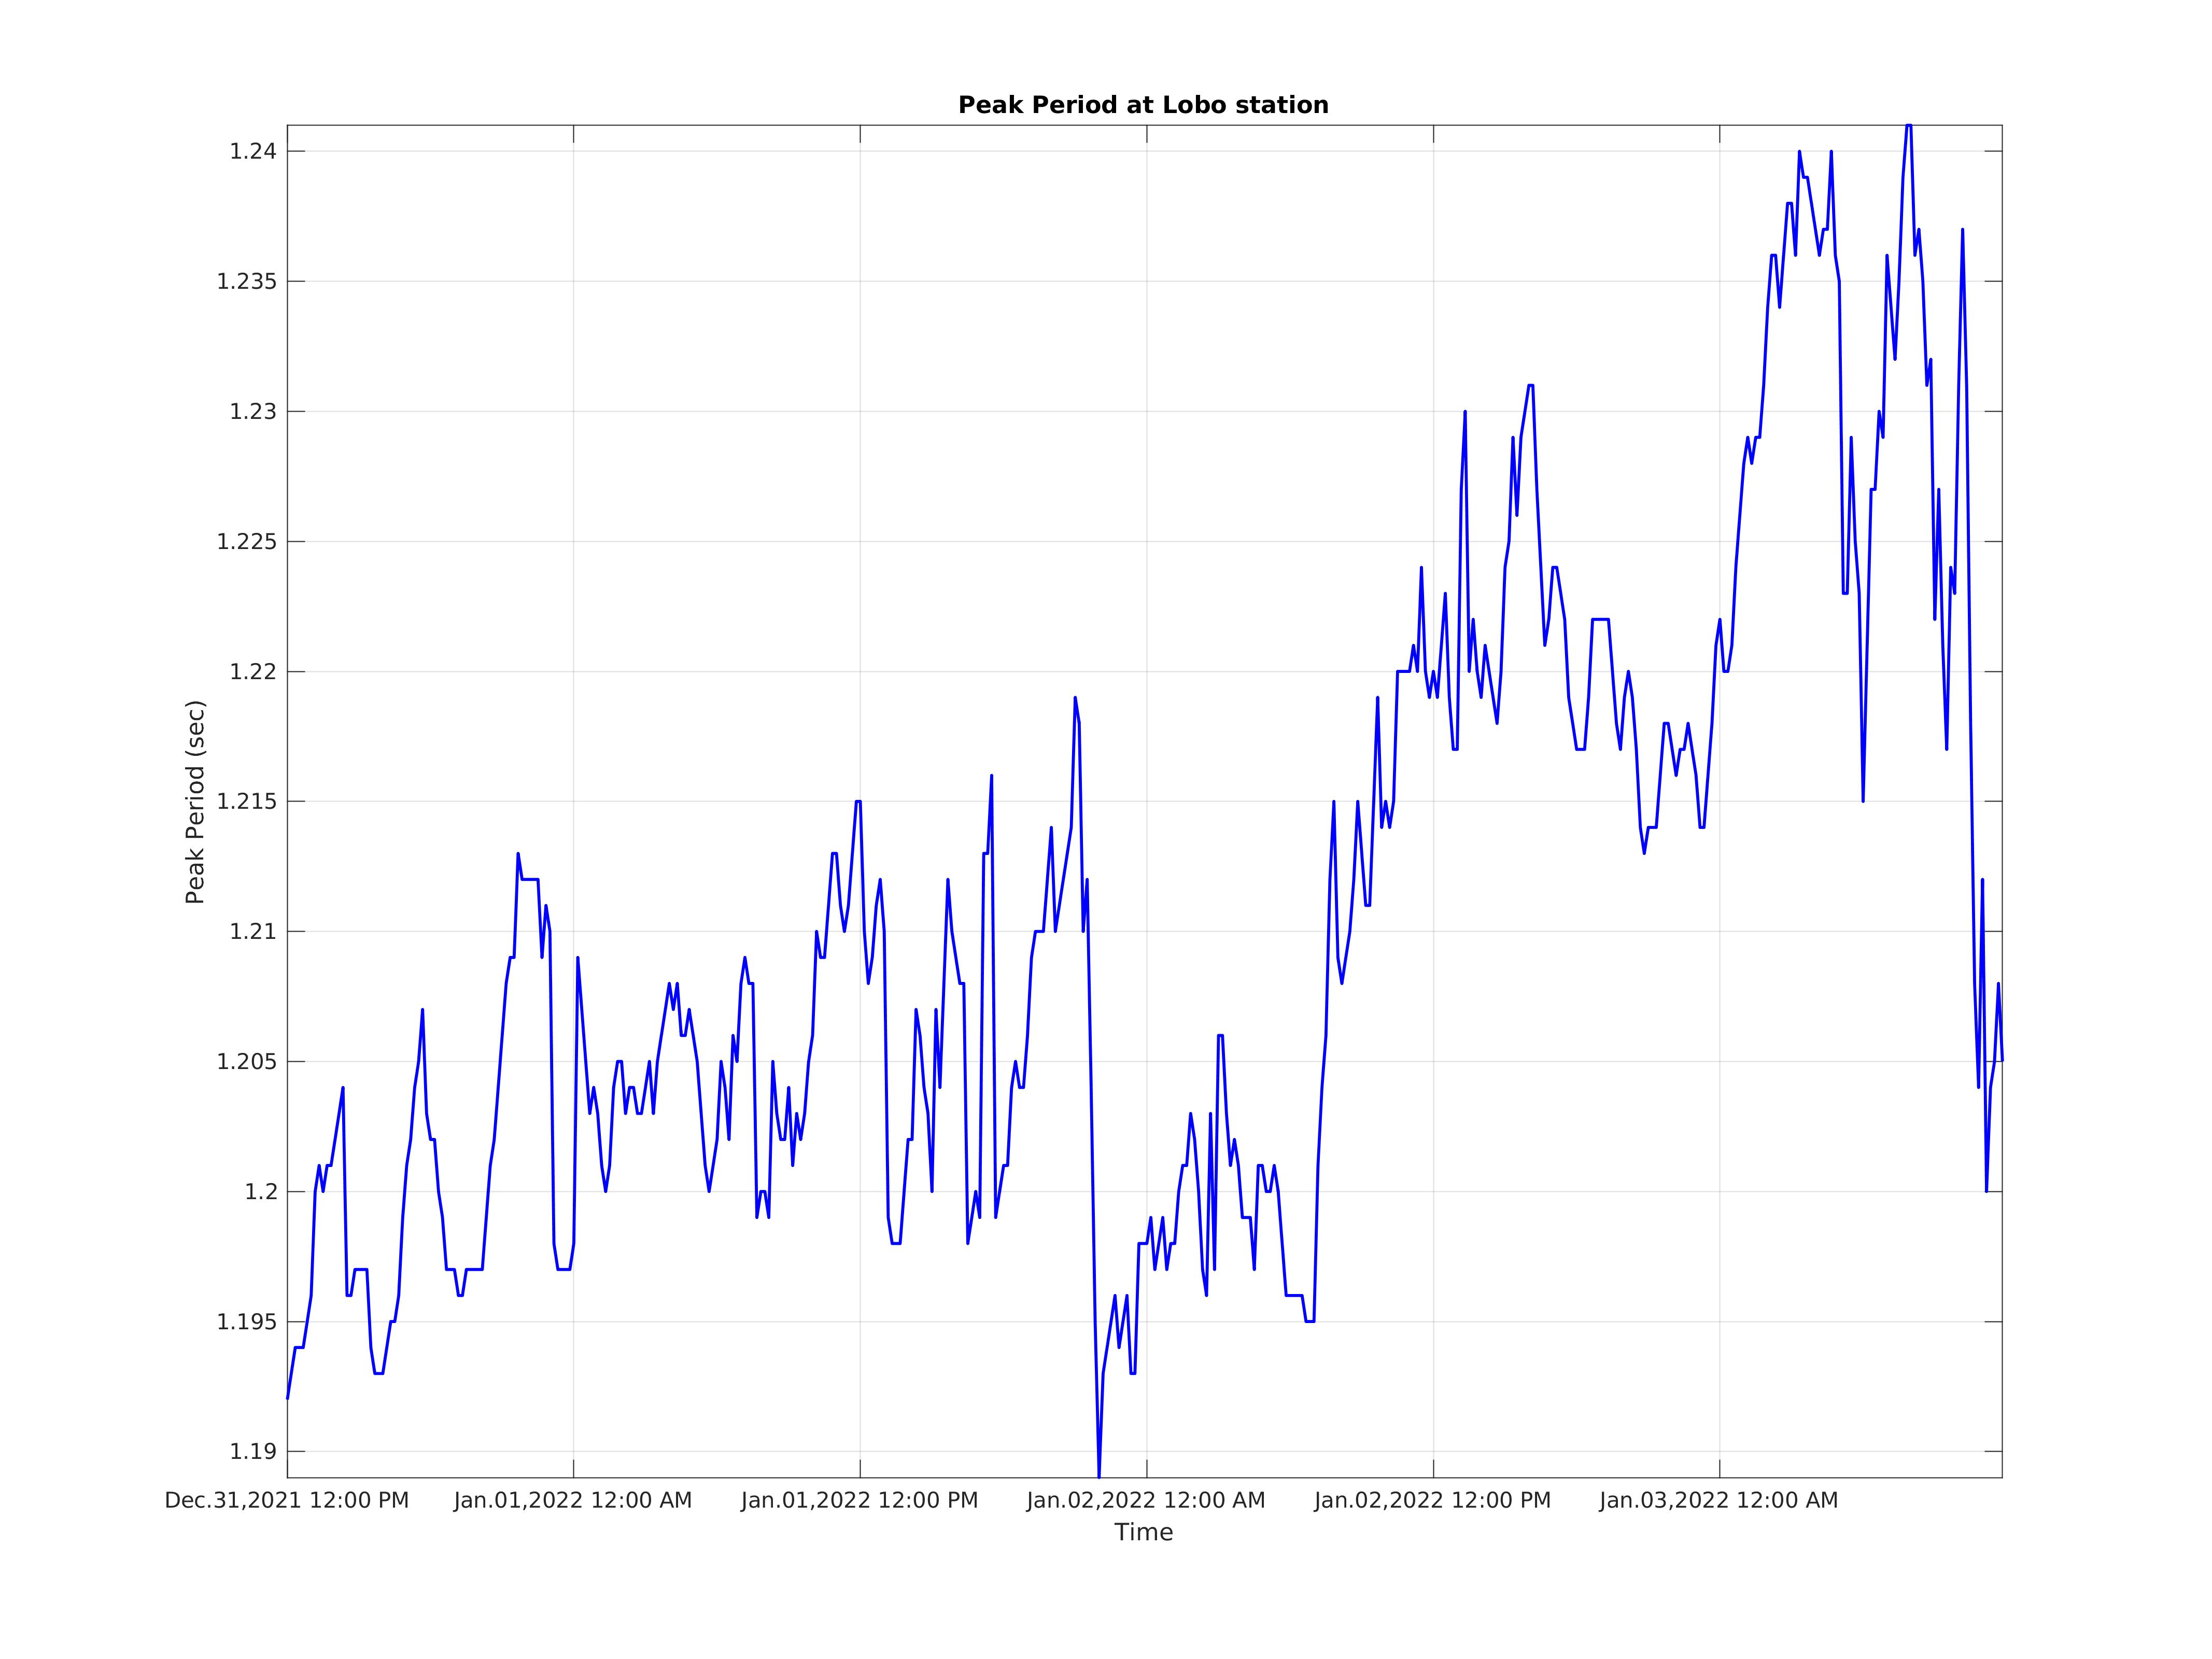 Peak Period at Lobo station
1.24
1.235
1.23
1.225
1.22
1.215
1.21
1.205
1.2
1.195
1.19
Peak Period (sec)
Dec.31,2021 12:00 PM Jan.01,2022 12:00 AM Jan.01,2022 12:00 PM Jan.02,2022 12:00 AM Jan.02,2022 12:00 PM Jan.03,2022 12:00 AM
Time